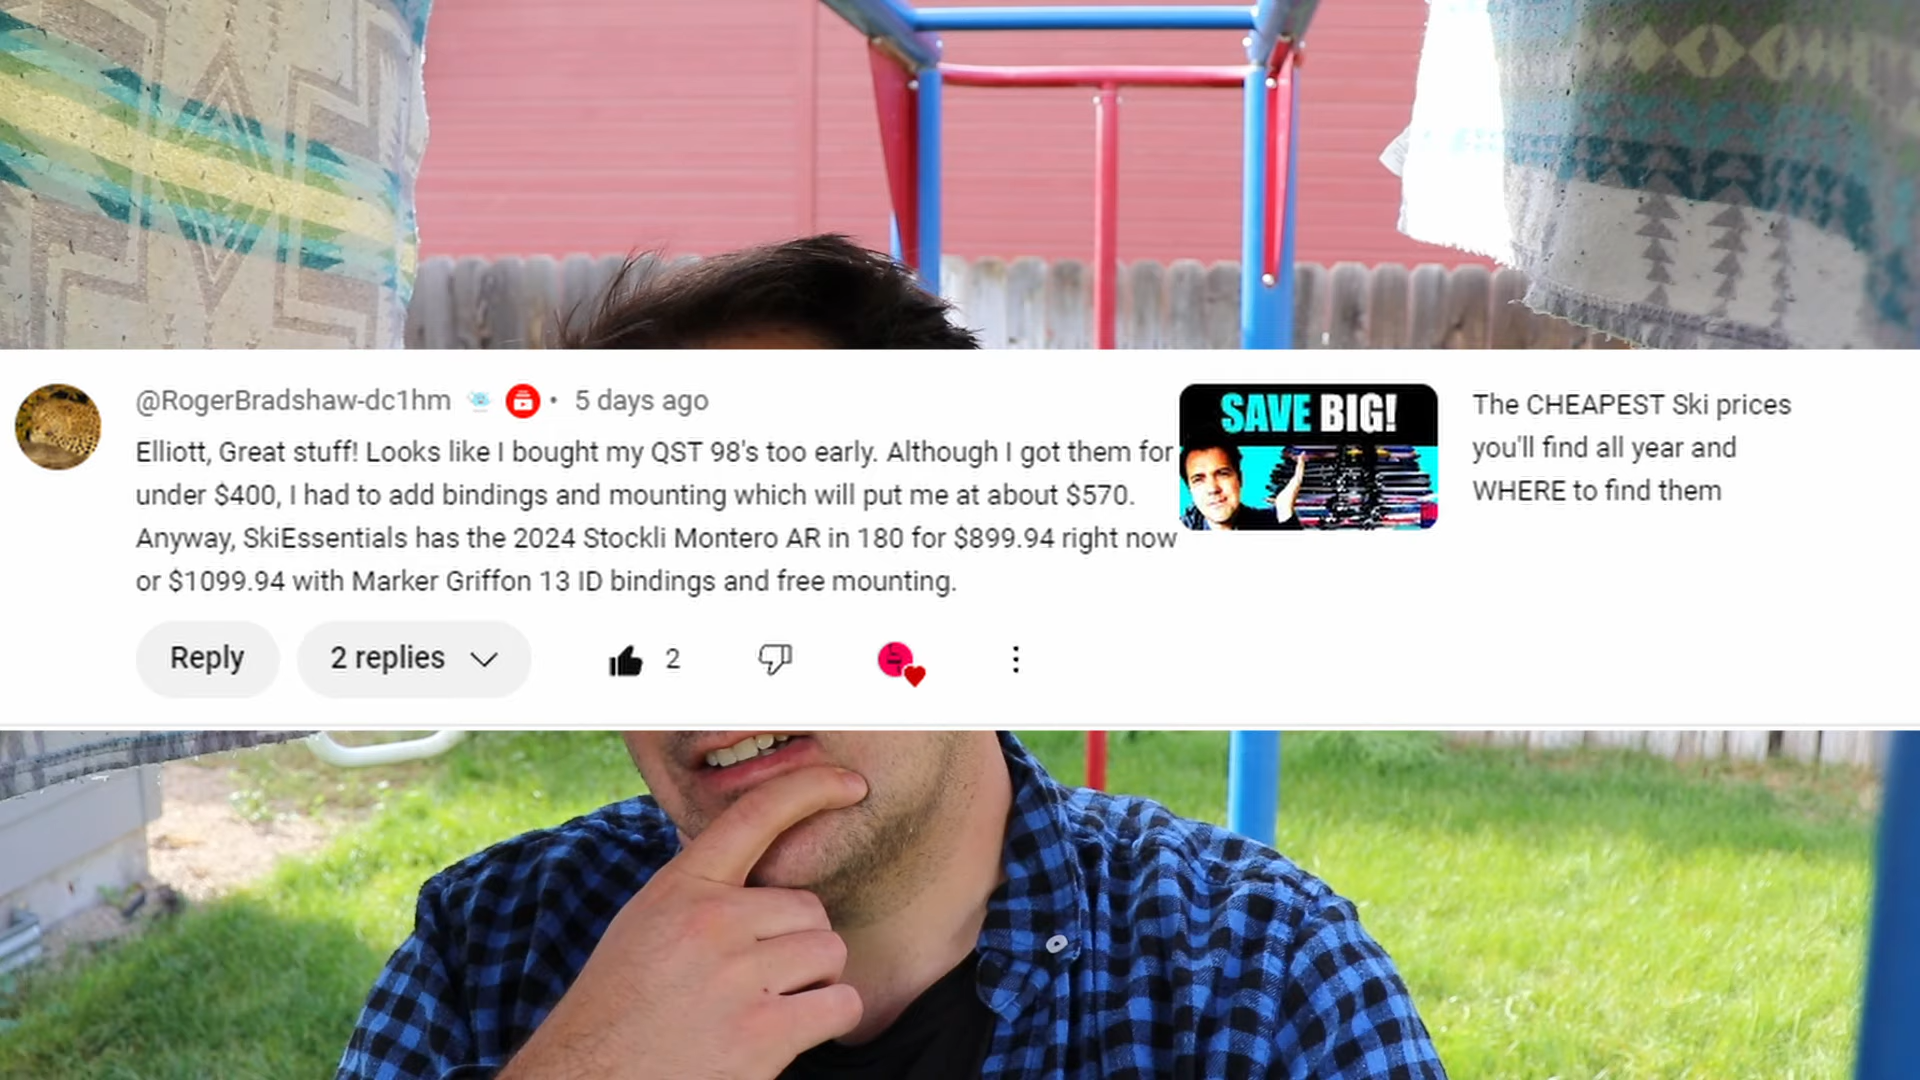 @RogerBradshaw-dc1hm • 5 days ago
Elliott, Great stuff! Looks like I bought my QST 98's too early. Although I got them for
under $400, I had to add bindings and mounting which will put me at about $570.
Anyway, SkiEssentials has the 2024 Stockli Montero AR in 180 for $899.94 right now
or $1099.94 with Marker Griffon 13 ID bindings and free mounting.
Reply
2 replies
2
SAVE BIG!
The CHEAPEST Ski prices
you'll find all year and
WHERE to find them